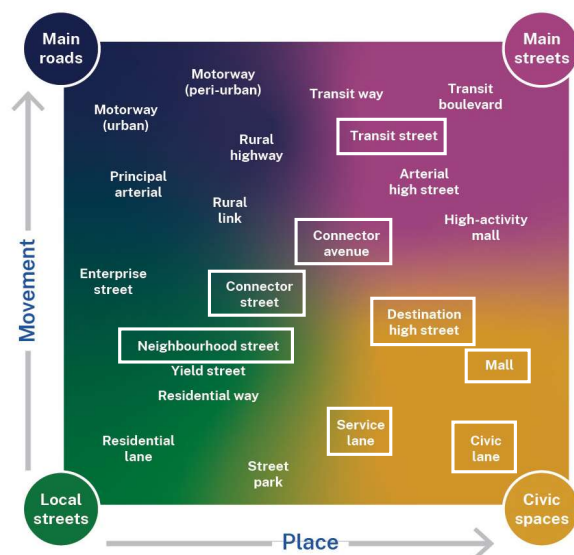 Main
roads
Main
streets
Motorway
(peri-urban)
Transit way
Transit
boulevard
Motorway
(urban)
Transit street
Rural
highway
Principal
arterial
Arterial
high street
Rural
link
High-activity
mall
Connector
avenue
Enterprise
street
Connector
street
Destination
high street
Neighbourhood street
Yield street
Mall
Residential way
Service
lane
Civic
lane
Residential
lane
Street
park
Local
streets
Civic
spaces
Movement
Place